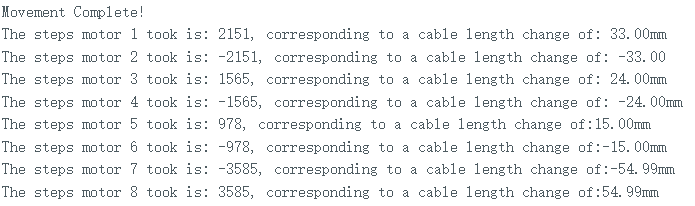 Movement Complete!
The steps motor 1 took is: 2151, corresponding to a cable length change of: 33.00mm
The steps motor 2 took is: -2151, corresponding to a cable length change of: -33.00
The steps motor 3 took is: 1565, corresponding to a cable length change of: 24.00mm
The steps motor 4 took is: -1565, corresponding to a cable length change of: -24.00mm
The steps motor 5 took is: 978, corresponding to a cable length change of:15.00mm
The steps motor 6 took is: -978, corresponding to a cable length change of:-15.00mm
The steps motor 7 took is: -3585, corresponding to a cable length change of:-54.99mm
The steps motor 8 took is: 3585, corresponding to a cable length change of:54.99mm